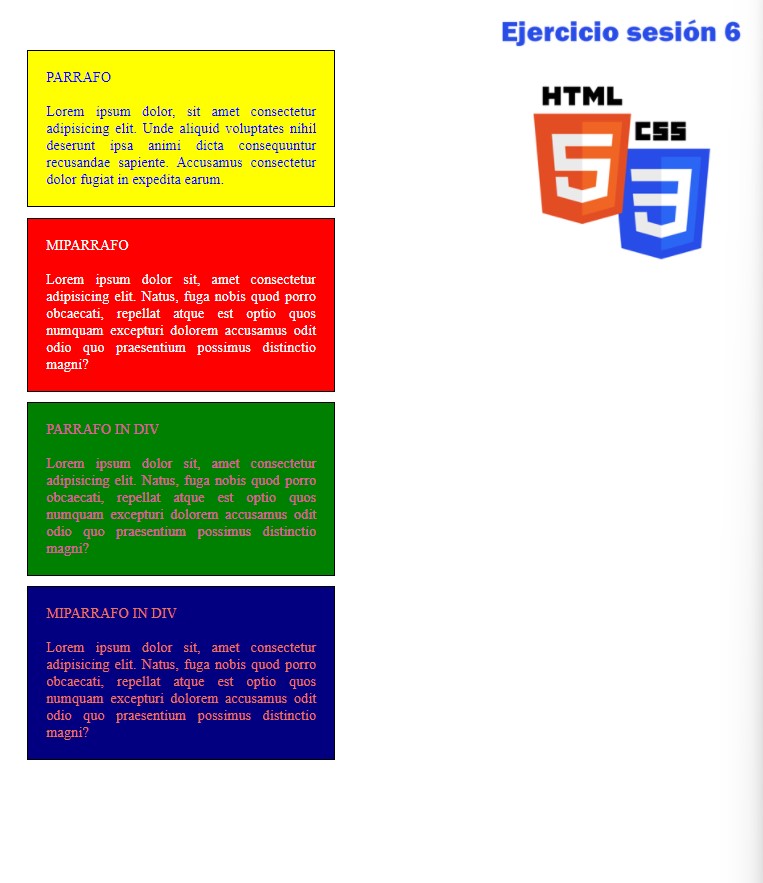 Ejercicio sesión 6
HTML
CSS
5
3
PARRAFO
Lorem ipsum dolor, sit amet consectetur
adipisicing elit. Unde aliquid voluptates nihil
deserunt ipsa animi dicta consequuntur
recusandae sapiente. Accusamus consectetur
dolor fugiat in expedita earum.
MIPARRAFO
Lorem ipsum dolor sit, amet consectetur
adipisicing elit. Natus, fuga nobis quod porro
obcaecati, repellat atque est optio quos
numquam excepturi dolorem accusamus odit
odio quo praesentium possimus distinctio
magni?
PARRAFO IN DIV
Lorem ipsum dolor sit, amet consectetur
adipisicing elit. Natus, fuga nobis quod porro
obcaecati, repellat atque est optio quos
numquam excepturi dolorem accusamus odit
odio quo praesentium possimus distinctio
magni?
MIPARRAFO IN DIV
Lorem ipsum dolor sit, amet consectetur
adipisicing elit. Natus, fuga nobis quod porro
obcaecati, repellat atque est optio quos
numquam excepturi dolorem accusamus odit
odio quo praesentium possimus distinctio
magni?